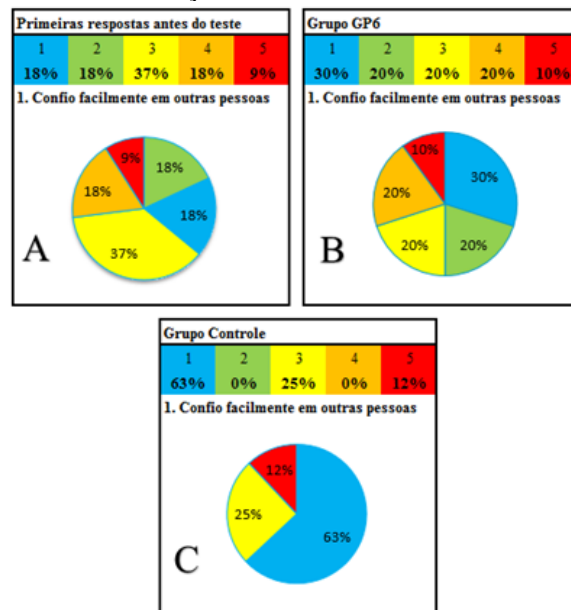 Primeiras respostas antes do teste
1 2 3 4 5
18% 18% 37% 18% 9%
1. Confio facilmente em outras pessoas
9%
18%
18%
18%
37%
A
Grupo GP6
1 2 3 4 5
30% 20% 20% 20% 10%
1. Confio facilmente em outras pessoas
10%
30%
20%
20%
20%
B
Grupo Controle
1 2 3 4 5
63% 0% 25% 0% 12%
1. Confio facilmente em outras pessoas
12%
25%
63%
C